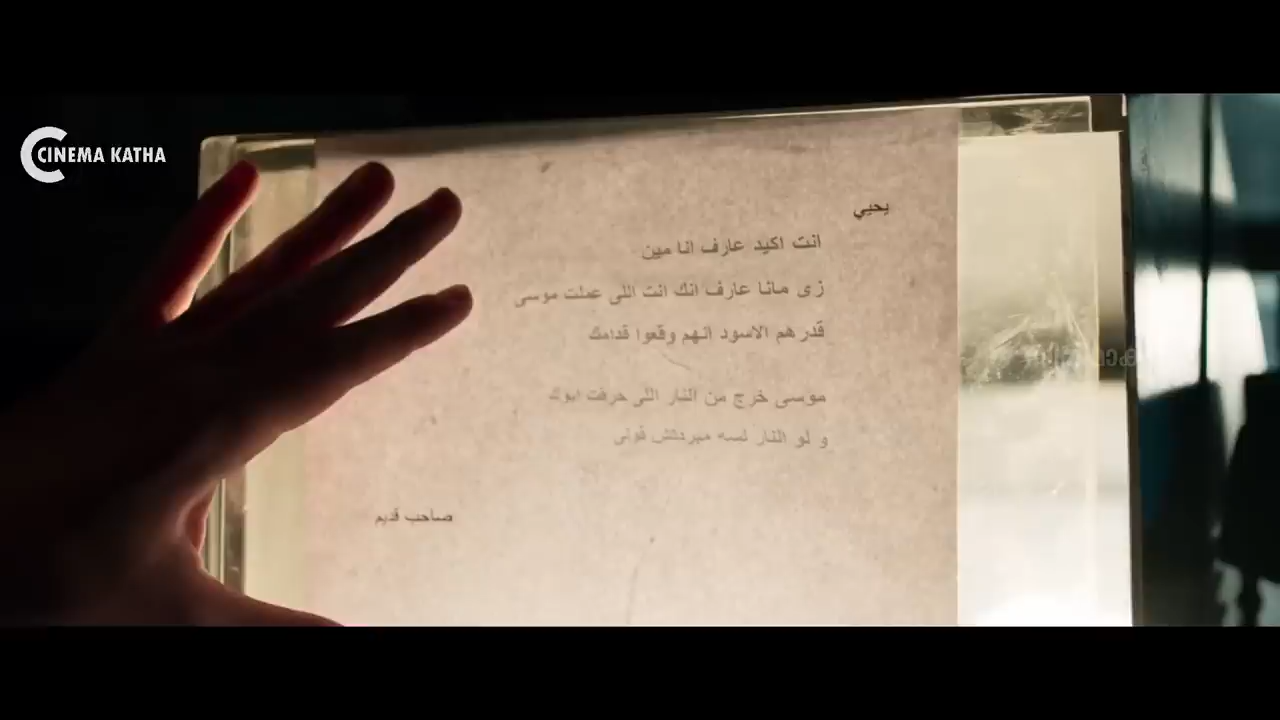 CINEMA KATHA
يحيي
انت اكيد عارف انا مين
زى مانا عارف انك انت اللى عملت موسى
قدرهم الاسود انهم وقعوا قدامك
موسى خرج من النار اللى حرقت ابوك
و لو النار لسه مبردتش قولى
صاحب قديم